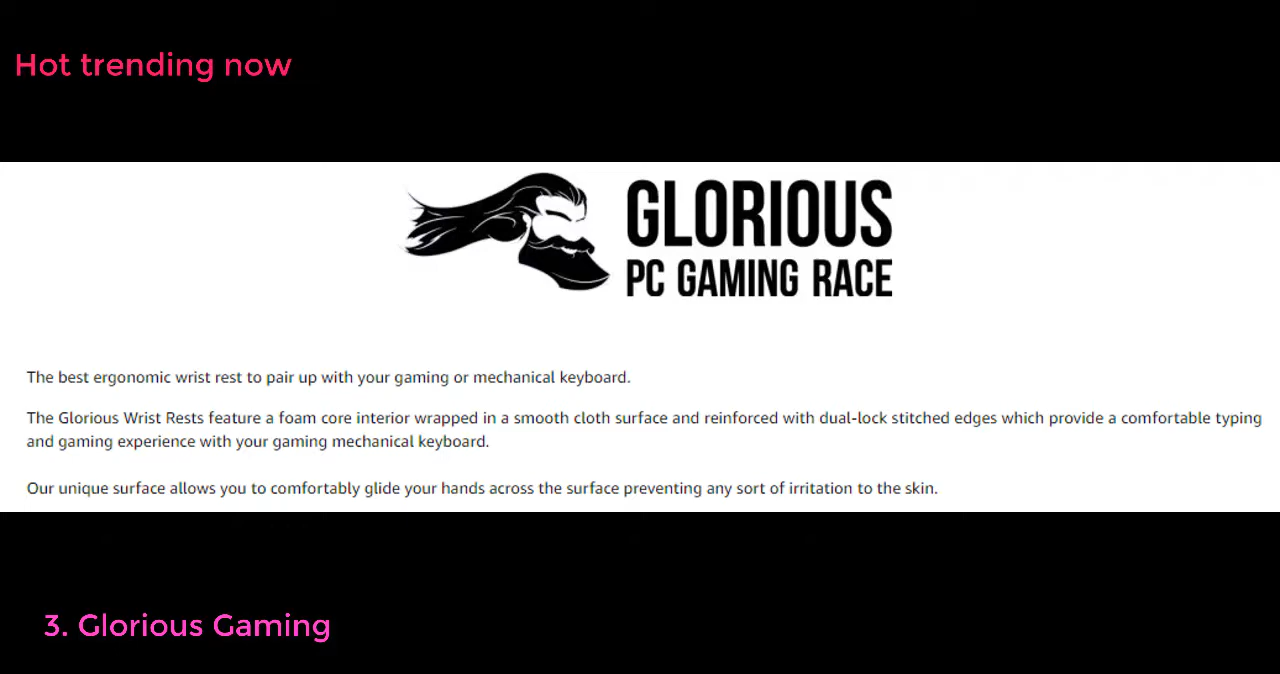 Hot trending now
GLORIOUS
PC GAMING RACE
The best ergonomic wrist rest to pair up with your gaming or mechanical keyboard.
The Glorious Wrist Rests feature a foam core interior wrapped in a smooth cloth surface and reinforced with dual-lock stitched edges which provide a comfortable typing
and gaming experience with your gaming mechanical keyboard.
Our unique surface allows you to comfortably glide your hands across the surface preventing any sort of irritation to the skin.
3. Glorious Gaming